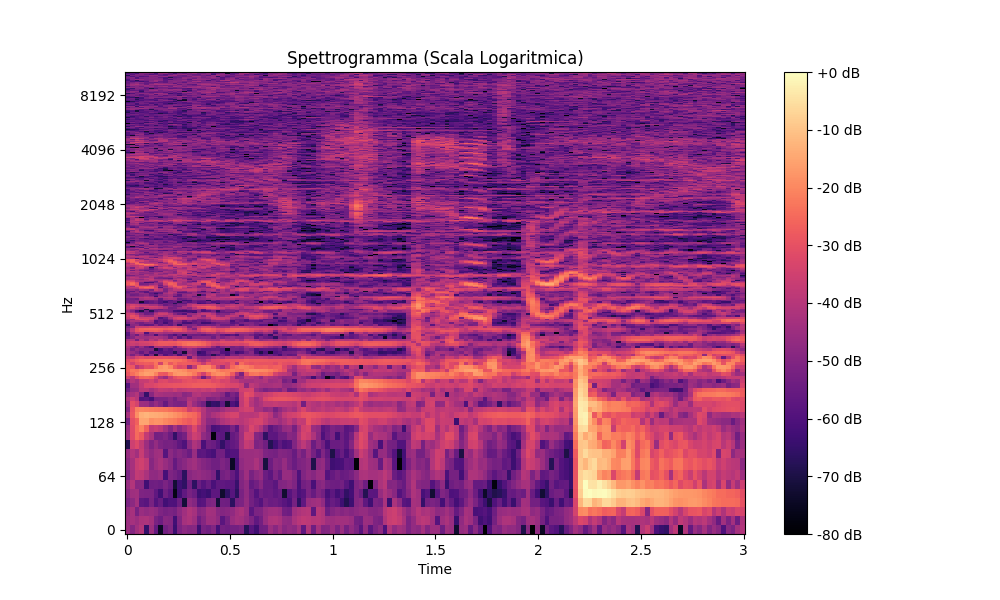 Spettrogramma (Scala Logaritmica)
Hz
8192
4096
2048
1024
512
256
128
64
0
0
0.5
1
1.5
2
2.5
3
Time
+0 dB
-10 dB
-20 dB
-30 dB
-40 dB
-50 dB
-60 dB
-70 dB
-80 dB